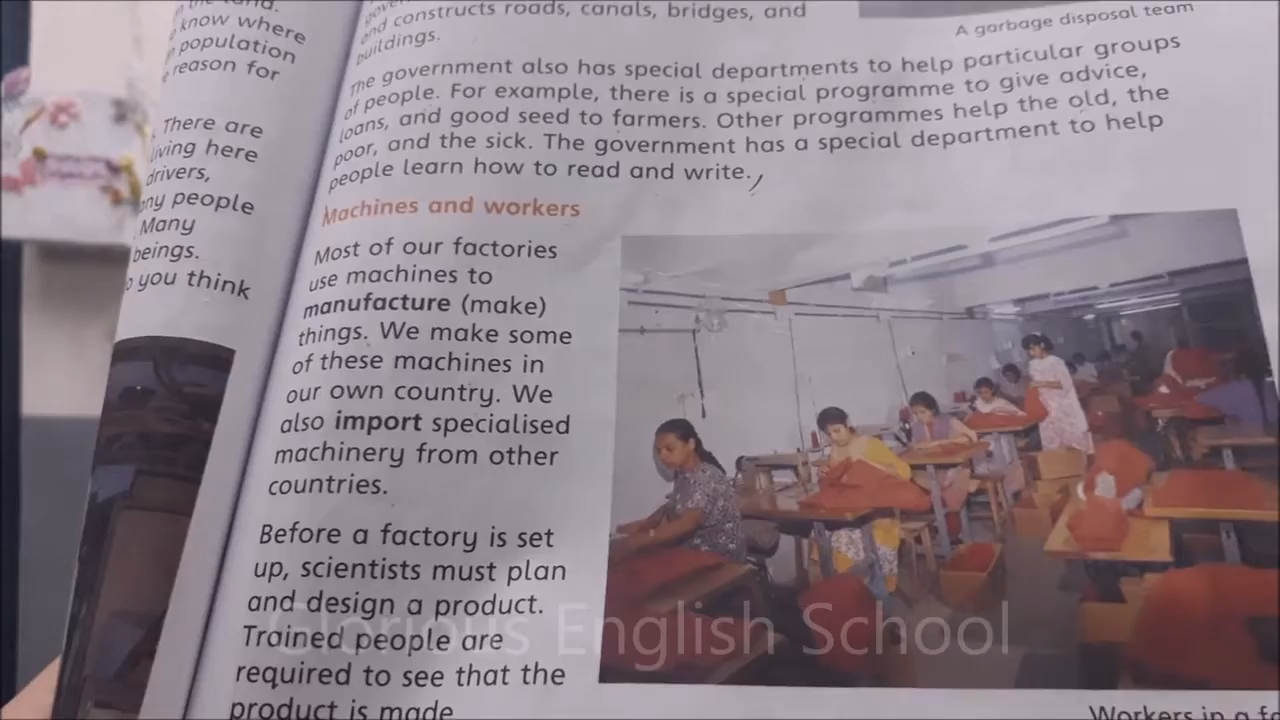 know where
population
reason for
There are
living here
drivers,
people
Many
beings.
you think
and constructs roads, canals, bridges, and
buildings.
A garbage disposal team
The government also has special departments to help particular groups
of people. For example, there is a special programme to give advice,
loans, and good seed to farmers. Other programmes help the old, the
poor, and the sick. The government has a special department to help
people learn how to read and write.
Machines and workers
Most of our factories
use machines to
manufacture (make)
things. We make some
of these machines in
our own country. We
also import specialised
machinery from other
countries.
Before a factory is set
up, scientists must plan
and design a product.
Trained people are
required to see that the
product is made
Workers in a
Glorious English School